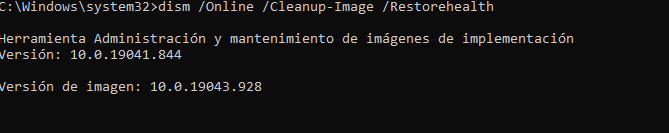 C:\Windows\system32>dism /Online /Cleanup-Image /Restorehealth
Herramienta Administración y mantenimiento de imágenes de implementación
Versión: 10.0.19041.844
Versión de imagen: 10.0.19043.928